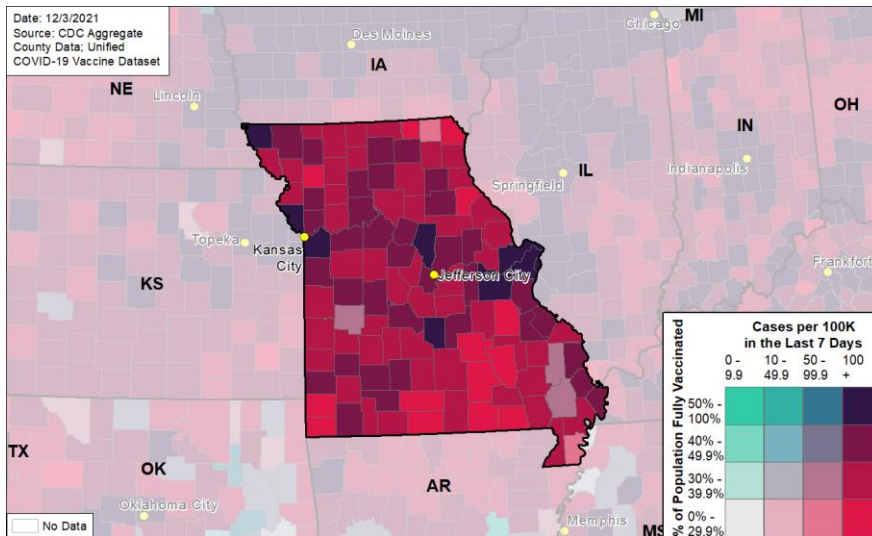 Date: 12/3/2021
Source: CDC Aggregate
County Data; Unified
COVID-19 Vaccine Dataset
Chicago
MI
Des Moines
IA
NE
Lincoln
OH
IN
IL
Indianapolis
Springfield
Topeka
Kansas
City
Jefferson City
Frankfort
KS
TX
OK
AR
Oklahoma City
Memphis
MS
No Data
% of Population Fully Vaccinated
Cases per 100K
in the Last 7 Days
0 - 10 - 50 - 100
9.9 49.9 99.9 +
50% -
100%
40% -
49.9%
30% -
39.9%
0% -
29.9%